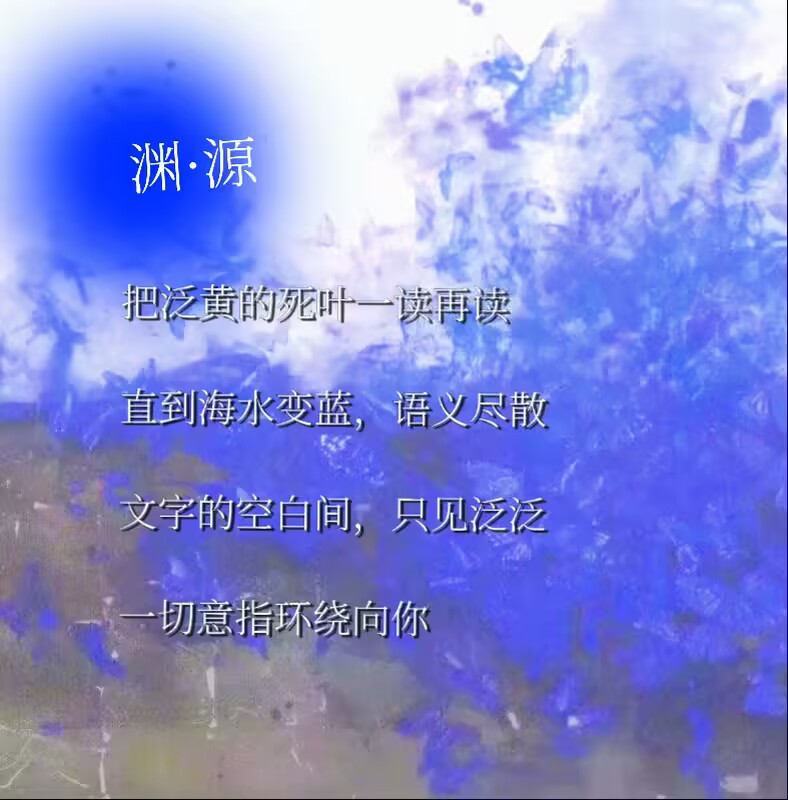 渊·源
把泛黄的死叶一读再读
直到海水变蓝，语义尽散
文字的空白间，只见泛泛
一切意指环绕向你